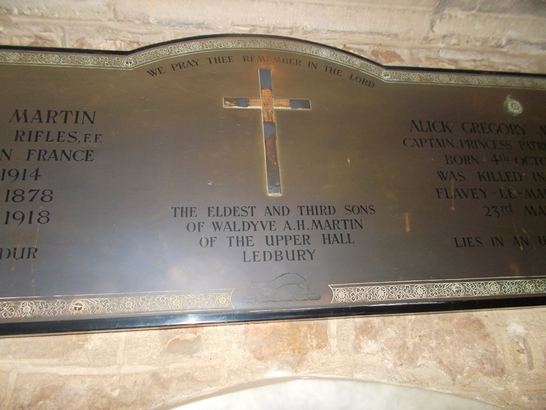 WE PRAY THEE REMEMBER IN THE LORD
MARTIN
RIFLES, F.F.
N FRANCE
1914
1878
1918
DUR
THE ELDEST AND THIRD SONS
OF WALDYVE A.H. MARTIN
OF THE UPPER HALL
LEDBURY
ALICK GREGORY
CAPTAIN, PRINCESS PATRI
BORN 4TH OCTO
WAS KILLED IN
FLAVEY-LE-MA
23RD MA
LIES IN AN U